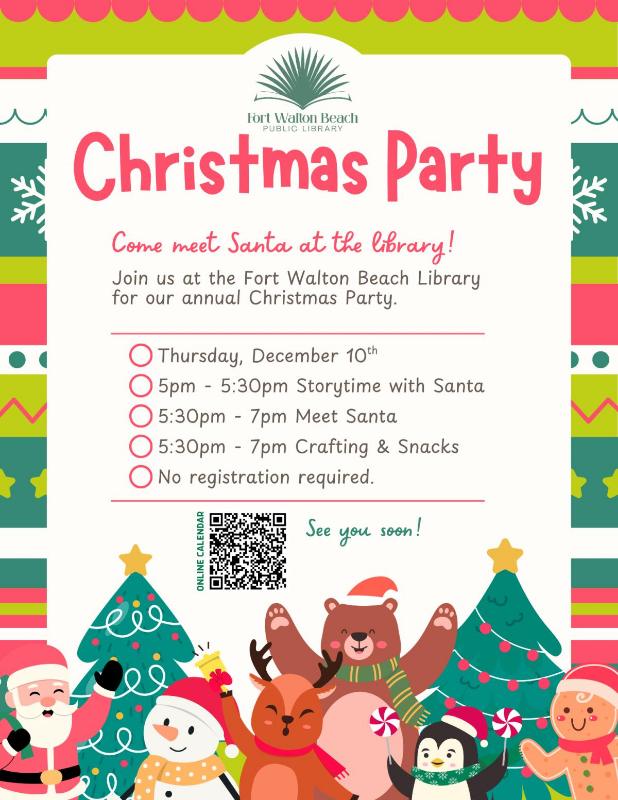 Fort Walton Beach
PUBLIC LIBRARY
Christmas Party
Come meet Santa at the library!
Join us at the Fort Walton Beach Library
for our annual Christmas Party.
Thursday, December 10th
5pm - 5:30pm Storytime with Santa
5:30pm - 7pm Meet Santa
5:30pm - 7pm Crafting & Snacks
No registration required.
ONLINE CALENDAR
See you soon!